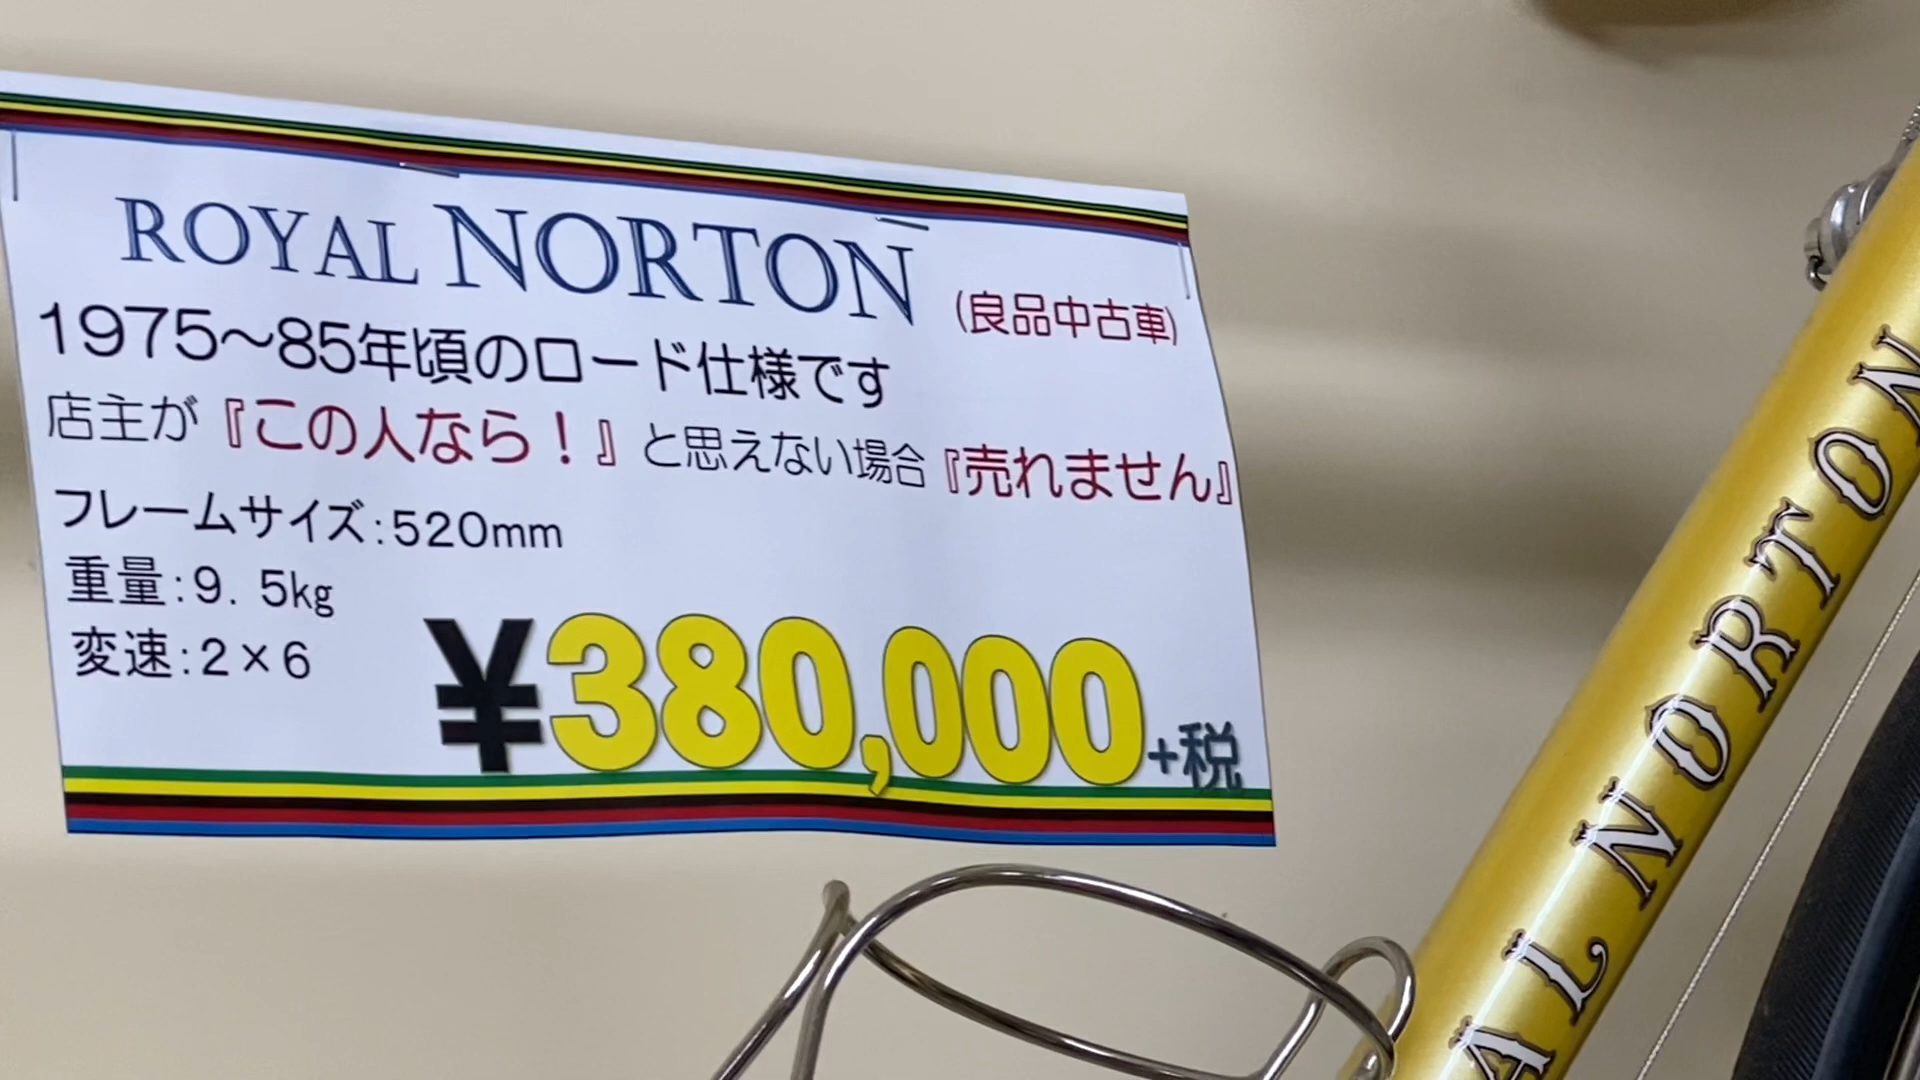 ROYAL NORTON (良品中古車)
1975～85年頃のロード仕様です
店主が『この人なら！』と思えない場合『売れません』
フレームサイズ:520mm
重量:9. 5kg
変速:2×6
¥380,000+税
AL NORTON